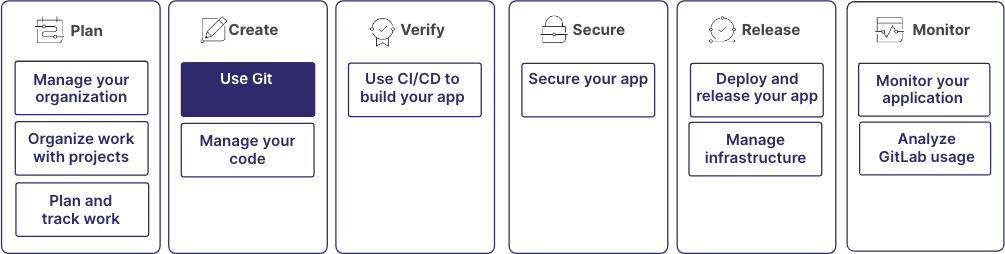 Plan
Manage your
organization
Organize work
with projects
Plan and
track work
Create
Use Git
Manage your
code
Verify
Use CI/CD to
build your app
Secure
Secure your app
Release
Deploy and
release your app
Manage
infrastructure
Monitor
Monitor your
application
Analyze
GitLab usage